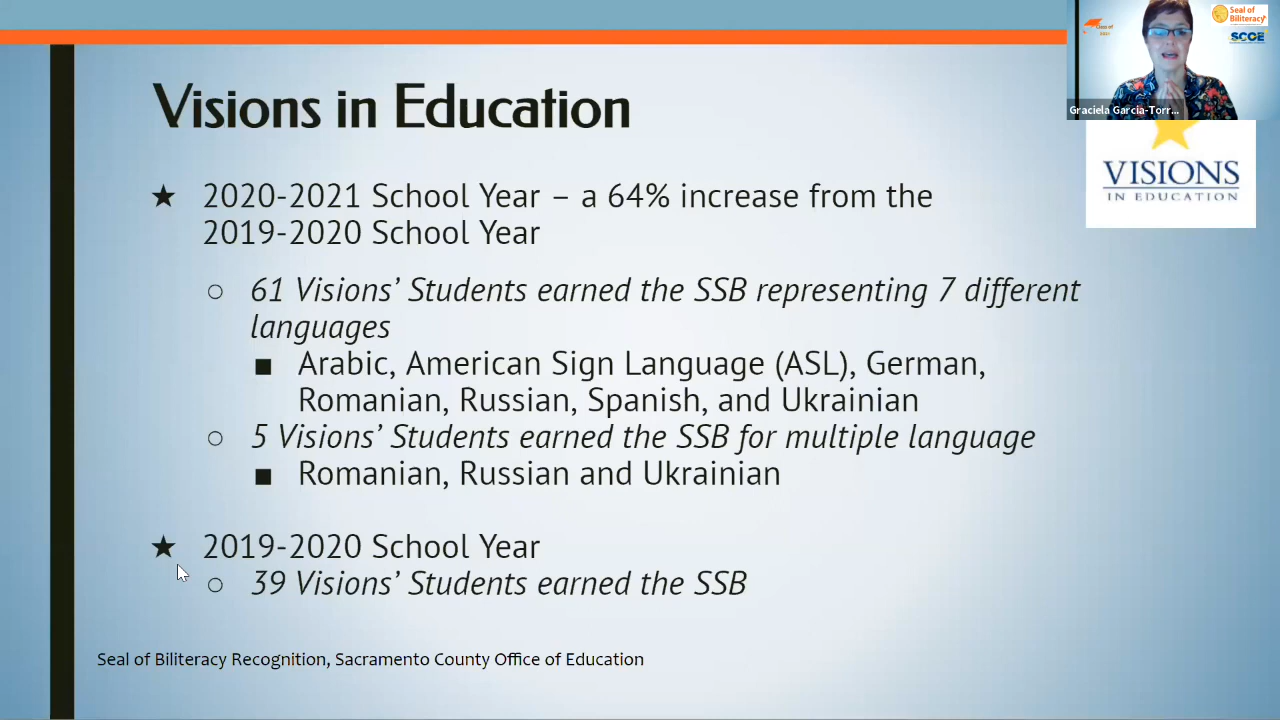 Visions in Education
★ 2020-2021 School Year – a 64% increase from the
2019-2020 School Year
○ 61 Visions’ Students earned the SSB representing 7 different
languages
■ Arabic, American Sign Language (ASL), German,
Romanian, Russian, Spanish, and Ukrainian
○ 5 Visions’ Students earned the SSB for multiple language
■ Romanian, Russian and Ukrainian
★ 2019-2020 School Year
○ 39 Visions’ Students earned the SSB
Seal of Biliteracy Recognition, Sacramento County Office of Education
Seal of
Biliteracy
SCOE
Class of
Graciela Garcia-Torr...
VISIONS
IN EDUCATION